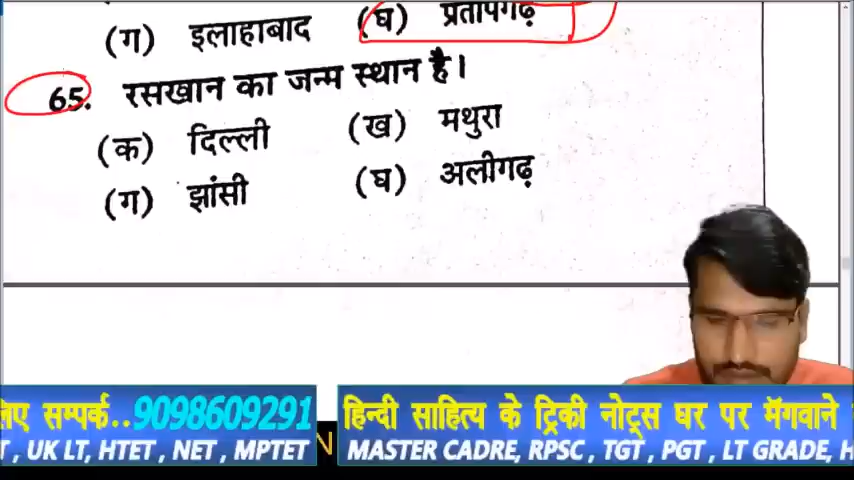 (ग) इलाहाबाद (घ) प्रतापगढ़
65. रसखान का जन्म स्थान है।
(क) दिल्ली (ख) मथुरा
(ग) झांसी (घ) अलीगढ़
लिए सम्पर्क..9098609291
हिन्दी साहित्य के ट्रिकी नोट्स घर पर मॅगवाने
T, UK LT, HTET , NET , MPTET
MASTER CADRE, RPSC , TGT , PGT , LT GRADE, H